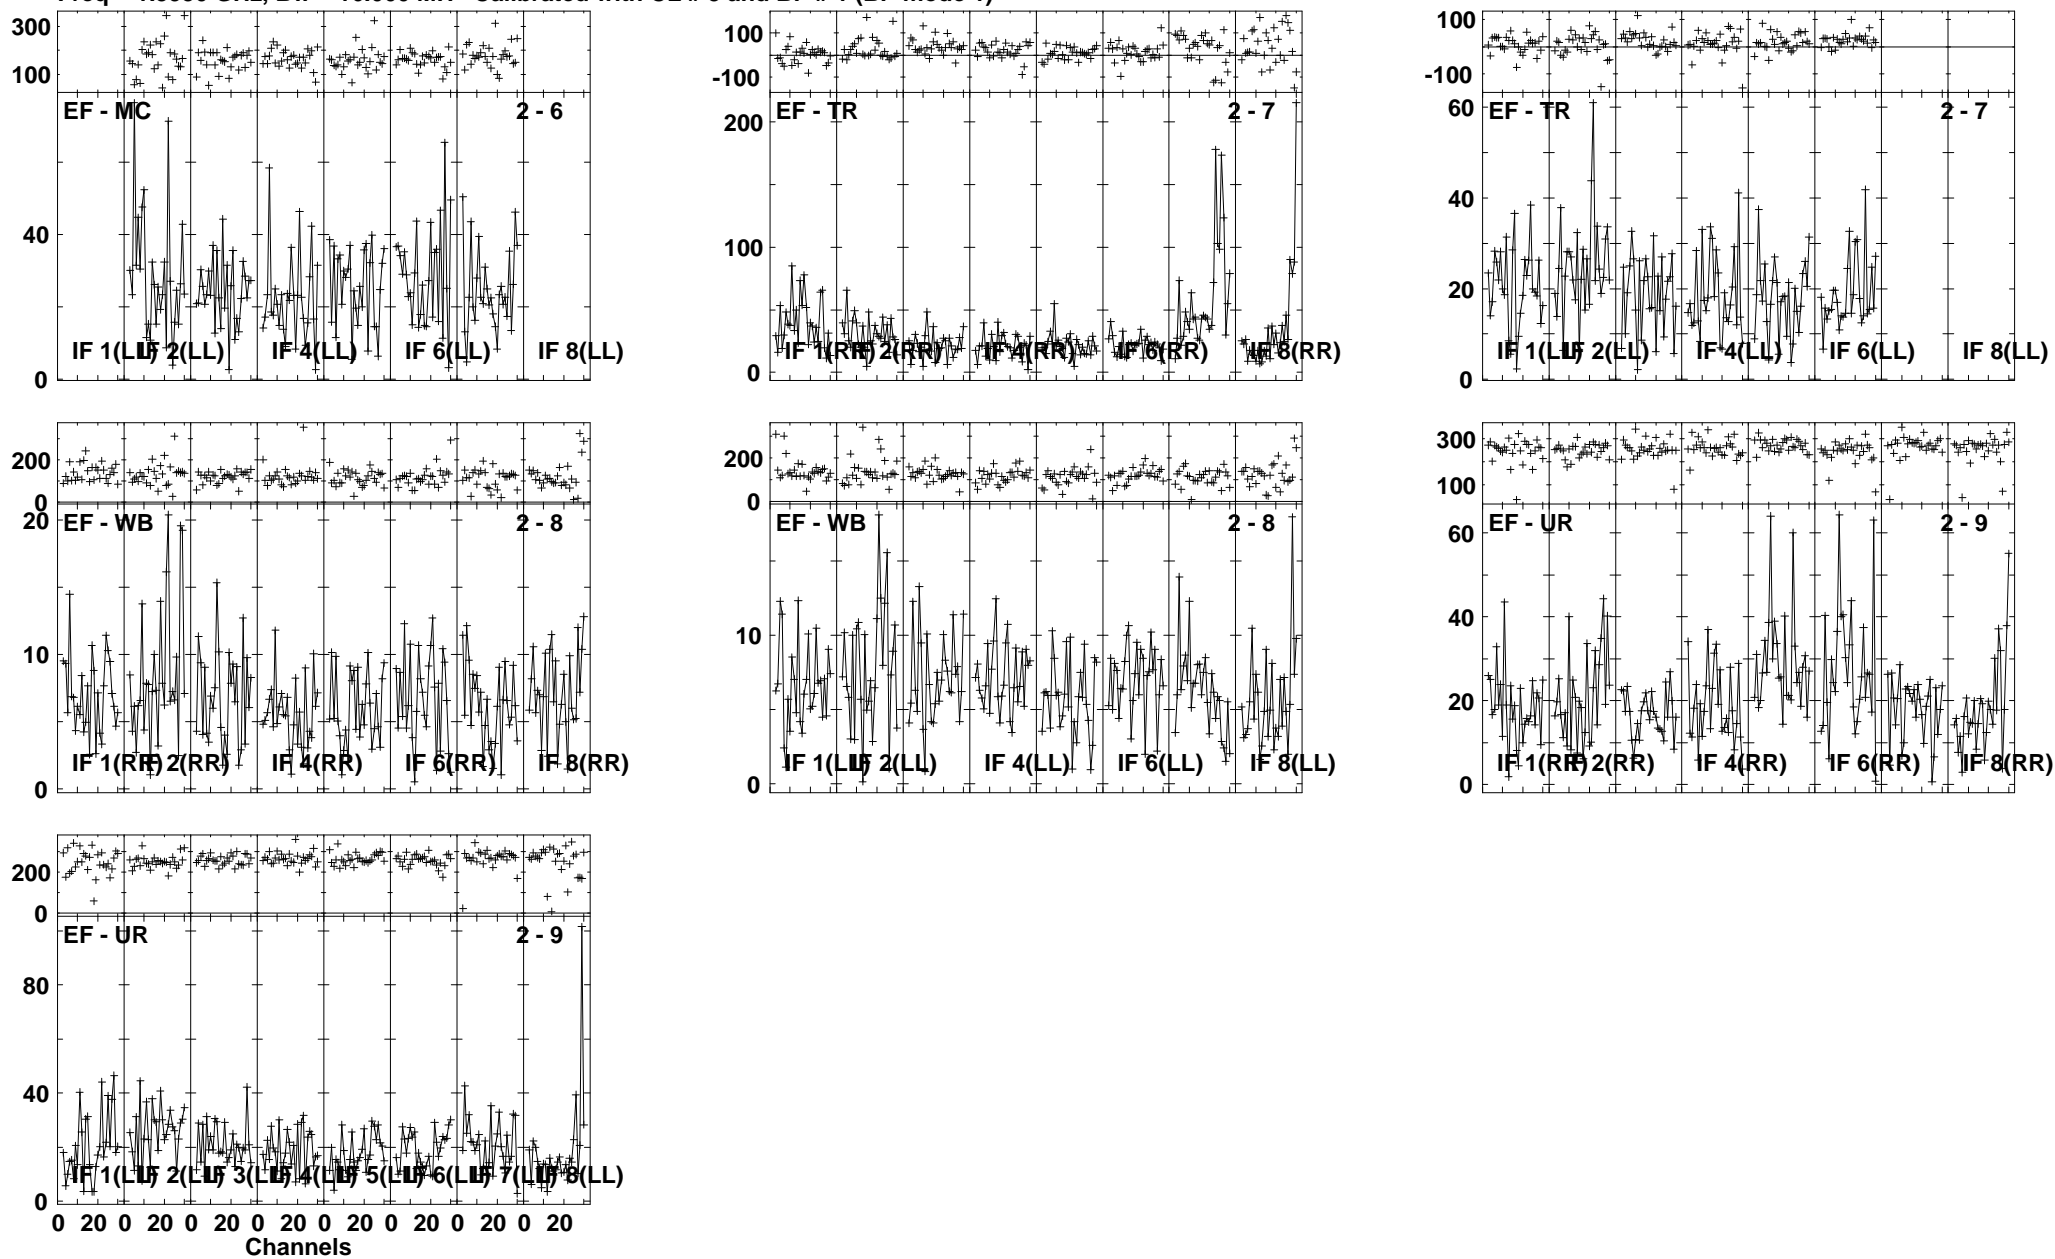 300
100
EF - MC
2 - 6
40
0
IF 1(LL)
IF 2(LL)
IF 4(LL)
IF 6(LL)
IF 8(LL)
100
-100
EF - TR
2 - 7
200
100
0
IF 1(RR)
IF 2(RR)
IF 4(RR)
IF 6(RR)
IF 8(RR)
100
-100
EF - TR
2 - 7
60
40
20
0
IF 1(LL)
IF 2(LL)
IF 4(LL)
IF 6(LL)
IF 8(LL)
200
0
EF - WB
2 - 8
20
10
0
IF 1(RR)
IF 2(RR)
IF 4(RR)
IF 6(RR)
IF 8(RR)
200
0
EF - WB
2 - 8
10
0
IF 1(LL)
IF 2(LL)
IF 4(LL)
IF 6(LL)
IF 8(LL)
300
100
EF - UR
2 - 9
60
40
20
0
IF 1(RR)
IF 2(RR)
IF 4(RR)
IF 6(RR)
IF 8(RR)
200
0
EF - UR
2 - 9
80
40
0
IF 1(LL)
IF 2(LL)
IF 3(LL)
IF 4(LL)
IF 5(LL)
IF 6(LL)
IF 7(LL)
IF 8(LL)
0 20 0 20 0 20 0 20 0 20 0 20 0 20 0 20
Channels